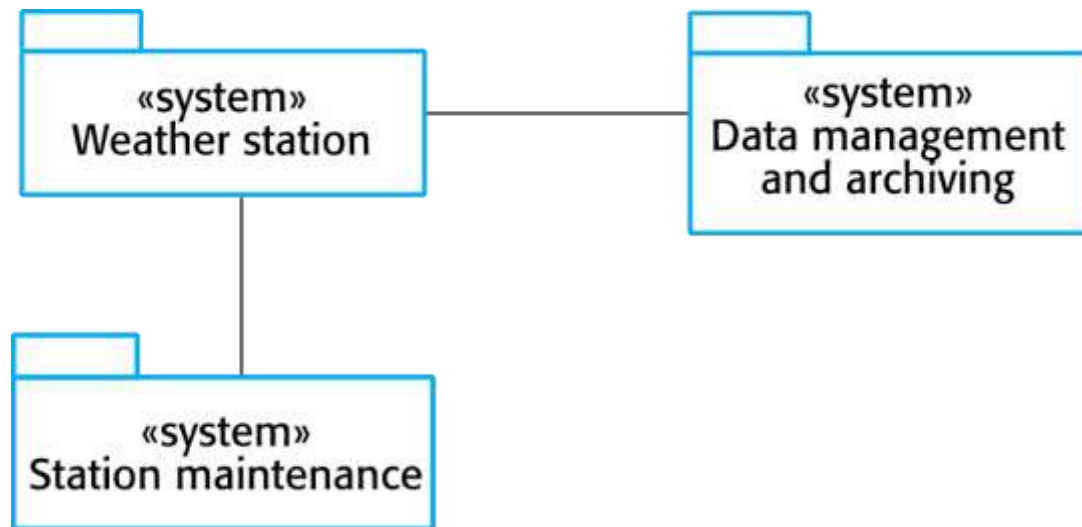 «system»
Weather station
«system»
Data management
and archiving
«system»
Station maintenance